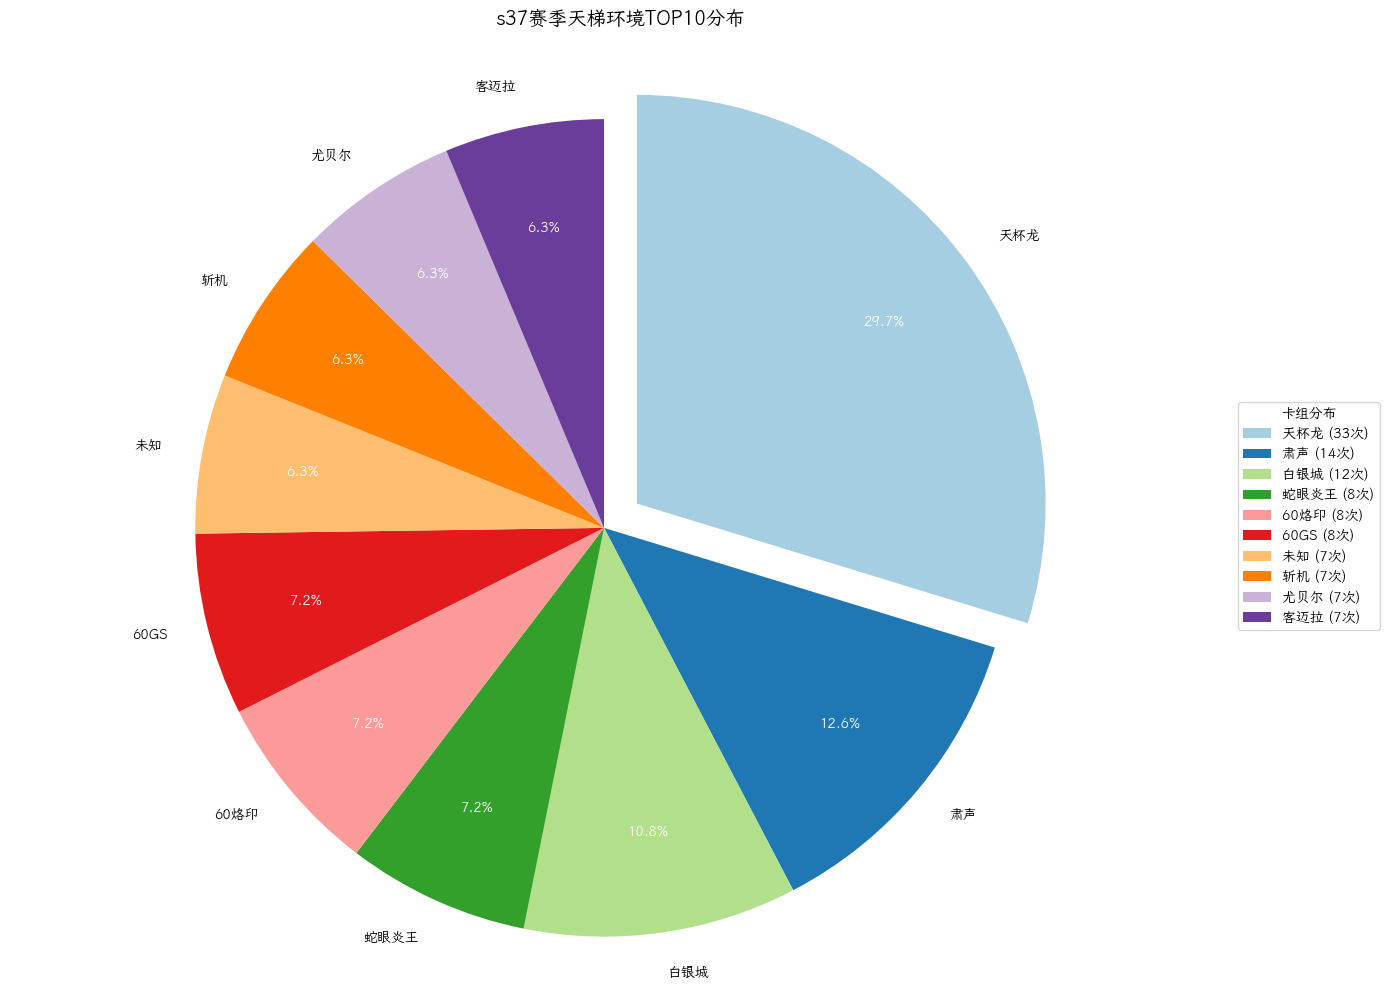 s37赛季天梯环境TOP10分布
客迈拉
尤贝尔
斩机
未知
60GS
60烙印
蛇眼炎王
白银城
肃声
天杯龙
6.3%
6.3%
6.3%
6.3%
7.2%
7.2%
7.2%
10.8%
12.6%
29.7%
卡组分布
天杯龙 (33次)
肃声 (14次)
白银城 (12次)
蛇眼炎王 (8次)
60烙印 (8次)
60GS (8次)
未知 (7次)
斩机 (7次)
尤贝尔 (7次)
客迈拉 (7次)